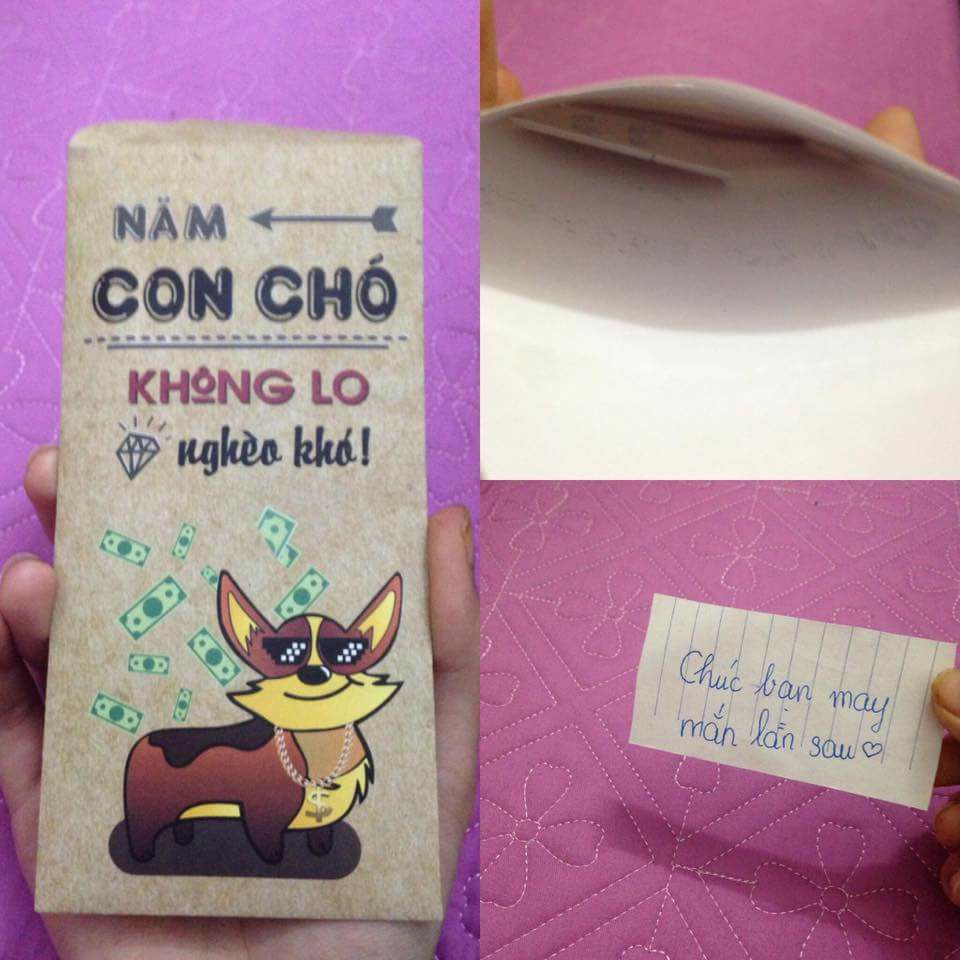 NĂM
CON CHÓ
KHÔNG LO
nghèo khó!
$
Chúc bạn may
mắn lần sau♡